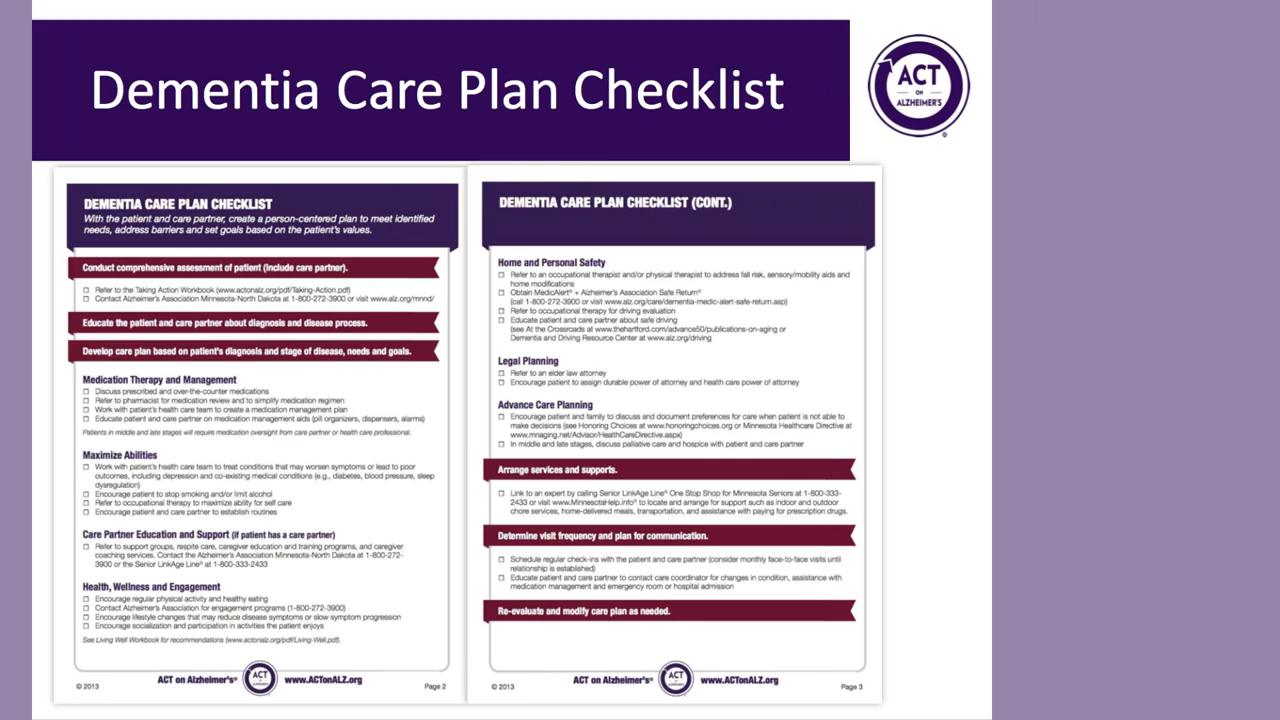 Dementia Care Plan Checklist
ACT
ON
ALZHEIMER'S
®
DEMENTIA CARE PLAN CHECKLIST
With the patient and care partner, create a person-centered plan to meet identified
needs, address barriers and set goals based on the patient's values.
Conduct comprehensive assessment of patient (include care partner).
☐ Refer to the Taking Action Workbook (www.actonalz.org/pdf/Taking-Action.pdf)
☐ Contact Alzheimer's Association Minnesota-North Dakota at 1-800-272-3900 or visit www.alz.org/mnnd/
Educate the patient and care partner about diagnosis and disease process.
Develop care plan based on patient's diagnosis and stage of disease, needs and goals.
Medication Therapy and Management
☐ Discuss prescribed and over-the-counter medications
☐ Refer to pharmacist for medication review and to simplify medication regimen
☐ Work with patient's health care team to create a medication management plan
☐ Educate patient and care partner on medication management aids (pill organizers, dispensers, alarms)
Patients in middle and late stages will require medication oversight from care partner or health care professional.
Maximize Abilities
☐ Work with patient's health care team to treat conditions that may worsen symptoms or lead to poor
outcomes, including depression and co-existing medical conditions (e.g., diabetes, blood pressure, sleep
dysregulation)
☐ Encourage patient to stop smoking and/or limit alcohol
☐ Refer to occupational therapy to maximize ability for self care
☐ Encourage patient and care partner to establish routines
Care Partner Education and Support (if patient has a care partner)
☐ Refer to support groups, respite care, caregiver education and training programs, and caregiver
coaching services. Contact the Alzheimer's Association Minnesota-North Dakota at 1-800-272-
3900 or the Senior LinkAge Line® at 1-800-333-2433
Health, Wellness and Engagement
☐ Encourage regular physical activity and healthy eating
☐ Contact Alzheimer's Association for engagement programs (1-800-272-3900)
☐ Encourage lifestyle changes that may reduce disease symptoms or slow symptom progression
☐ Encourage socialization and participation in activities the patient enjoys
See Living Well Workbook for recommendations (www.actonalz.org/pdf/Living-Well.pdf).
© 2013 ACT on Alzheimer's® ACT ON ALZHEIMER'S www.ACTonALZ.org Page 2
DEMENTIA CARE PLAN CHECKLIST (CONT.)
Home and Personal Safety
☐ Refer to an occupational therapist and/or physical therapist to address fall risk, sensory/mobility aids and
home modifications
☐ Obtain MedicAlert® + Alzheimer's Association Safe Return®
(call 1-800-272-3900 or visit www.alz.org/care/dementia-medic-alert-safe-return.asp)
☐ Refer to occupational therapy for driving evaluation
☐ Educate patient and care partner about safe driving
(see At the Crossroads at www.thehartford.com/advance50/publications-on-aging or
Dementia and Driving Resource Center at www.alz.org/driving
Legal Planning
☐ Refer to an elder law attorney
☐ Encourage patient to assign durable power of attorney and health care power of attorney
Advance Care Planning
☐ Encourage patient and family to discuss and document preferences for care when patient is not able to
make decisions (see Honoring Choices at www.honoringchoices.org or Minnesota Healthcare Directive at
www.mnaging.net/Advisor/HealthCareDirective.aspx)
☐ In middle and late stages, discuss palliative care and hospice with patient and care partner
Arrange services and supports.
☐ Link to an expert by calling Senior LinkAge Line® One Stop Shop for Minnesota Seniors at 1-800-333-
2433 or visit www.MinnesotaHelp.info® to locate and arrange for support such as indoor and outdoor
chore services, home-delivered meals, transportation, and assistance with paying for prescription drugs.
Determine visit frequency and plan for communication.
☐ Schedule regular check-ins with the patient and care partner (consider monthly face-to-face visits until
relationship is established)
☐ Educate patient and care partner to contact care coordinator for changes in condition, assistance with
medication management and emergency room or hospital admission
Re-evaluate and modify care plan as needed.
© 2013 ACT on Alzheimer's® ACT ON ALZHEIMER'S www.ACTonALZ.org Page 3